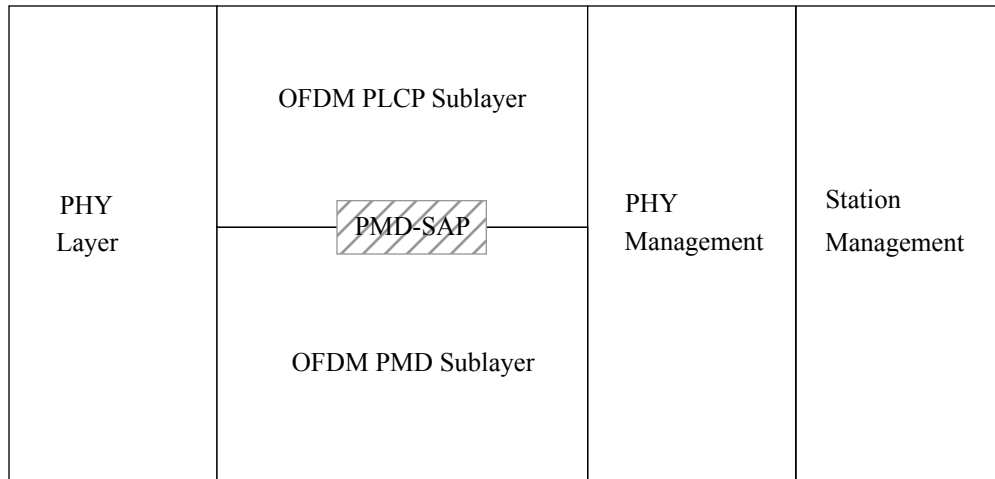 OFDM PLCP Sublayer
PHY
Layer
PMD-SAP
PHY
Management
Station
Management
OFDM PMD Sublayer